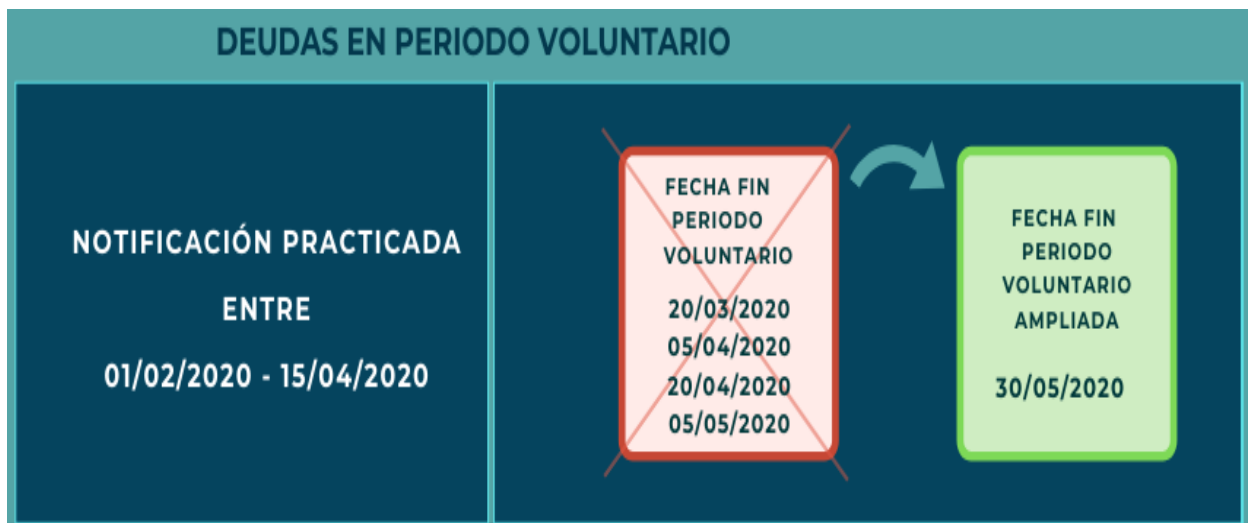 DEUDAS EN PERIODO VOLUNTARIO
NOTIFICACIÓN PRACTICADA
ENTRE
01/02/2020 - 15/04/2020
FECHA FIN
PERIODO
VOLUNTARIO
20/03/2020
05/04/2020
20/04/2020
05/05/2020
FECHA FIN
PERIODO
VOLUNTARIO
AMPLIADA
30/05/2020